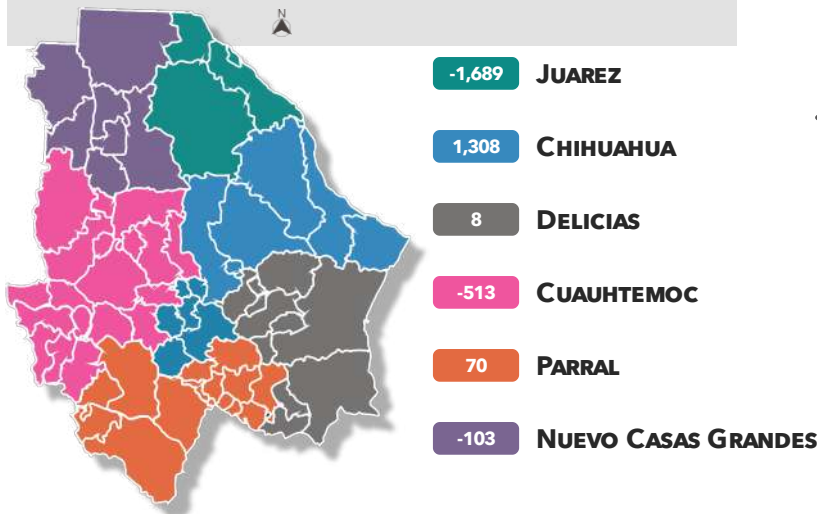 N
-1,689 JUAREZ
1,308 CHIHUAHUA
8 DELICIAS
-513 CUAUHTEMOC
70 PARRAL
-103 NUEVO CASAS GRANDES